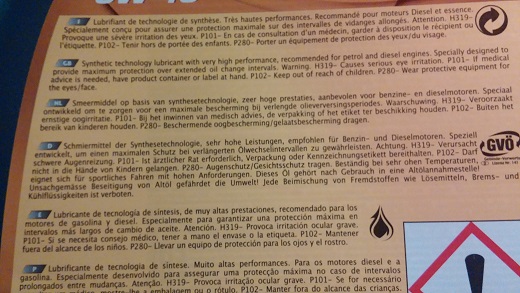 5W-40
F Lubrifiant de technologie de synthèse. Très hautes performances. Recommandé pour moteurs Diesel et essence.
Spécialement conçu pour assurer une protection maximale sur des intervalles de vidanges allongés. Attention. H319-
Provoque une sévère irritation des yeux. P101- En cas de consultation d'un médecin, garder à disposition le récipient ou
l'étiquette. P102- Tenir hors de portée des enfants. P280- Porter un équipement de protection des yeux/du visage.
GB Synthetic technology lubricant with very high performance, recommended for petrol and diesel engines. Specially designed to
provide maximum protection over extended oil change intervals. Warning. H319- Causes serious eye irritation. P101- If medical
advice is needed, have product container or label at hand. P102- Keep out of reach of children. P280- Wear protective equipment for
the eyes/face.
NL Smeermiddel op basis van synthesetechnologie, zeer hoge prestaties, aanbevolen voor benzine- en dieselmotoren. Speciaal
ontwikkeld om te zorgen voor een maximale bescherming bij verlengde olieverversingsperiodes. Waarschuwing. H319- Veroorzaakt
ernstige oogirritatie. P101- Bij het inwinnen van medisch advies, de verpakking of het etiket ter beschikking houden. P102- Buiten het
bereik van kinderen houden. P280- Beschermende oogbescherming/gelaatsbescherming dragen.
D Schmiermittel der Synthesetechnologie, sehr hohe Leistungen, empfohlen für Benzin- und Dieselmotoren. Speziell
entwickelt, um einen maximalen Schutz bei verlängerten Ölwechselintervallen zu gewährleisten. Achtung. H319- Verursacht
schwere Augenreizung. P101- Ist ärztlicher Rat erforderlich, Verpackung oder Kennzeichnungsetikett bereithalten. P102- Darf
nicht in die Hände von Kindern gelangen. P280- Augenschutz/Gesichtsschutz tragen. Beständig bei sehr hohen Temperaturen,
eignet sich für sportliches Fahren mit hohen Anforderungen. Dieses Öl gehört nach Gebrauch in eine Altölannahmestelle!
Unsachgemässe Beseitigung von Altöl gefährdet die Umwelt! Jede Beimischung von Fremdstoffen wie Lösemitteln, Brems- und
Kühlflüssigkeiten ist verboten.
GVÖ
E Lubricante de tecnología de síntesis, de muy altas prestaciones, recomendado para los
motores de gasolina y diesel. Especialmente para garantizar una protección máxima en
intervalos más largos de cambio de aceite. Atención. H319- Provoca irritación ocular grave.
P101- Si se necesita consejo médico, tener a mano el envase o la etiqueta. P102- Mantener
fuera del alcance de los niños. P280- Llevar un equipo de protección para los ojos y el rostro.
P Lubrificante de tecnologia de síntese. Muito altas performances. Para os motores diesel e a
gasolina. Especialmente desenvolvido para assegurar uma protecção máxima no caso de intervalos
prolongados entre mudanças. Atenção. H319- Provoca irritação ocular grave. P101- Se for necessário
o rótulo. P102- Manter fora do alcance das crianças.